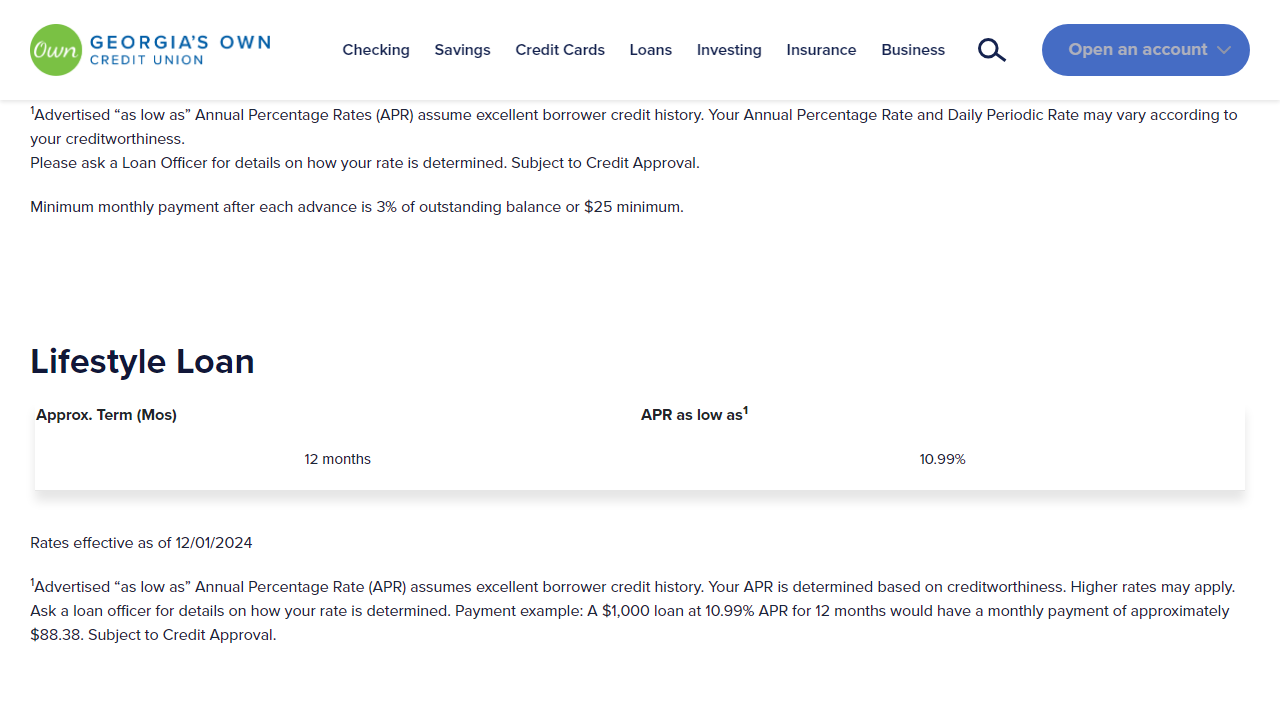 Own GEORGIA'S OWN
CREDIT UNION
Checking Savings Credit Cards Loans Investing Insurance Business Open an account
¹Advertised “as low as” Annual Percentage Rates (APR) assume excellent borrower credit history. Your Annual Percentage Rate and Daily Periodic Rate may vary according to
your creditworthiness.
Please ask a Loan Officer for details on how your rate is determined. Subject to Credit Approval.
Minimum monthly payment after each advance is 3% of outstanding balance or $25 minimum.
Lifestyle Loan
Approx. Term (Mos) APR as low as¹
12 months 10.99%
Rates effective as of 12/01/2024
¹Advertised “as low as” Annual Percentage Rate (APR) assumes excellent borrower credit history. Your APR is determined based on creditworthiness. Higher rates may apply.
Ask a loan officer for details on how your rate is determined. Payment example: A $1,000 loan at 10.99% APR for 12 months would have a monthly payment of approximately
$88.38. Subject to Credit Approval.